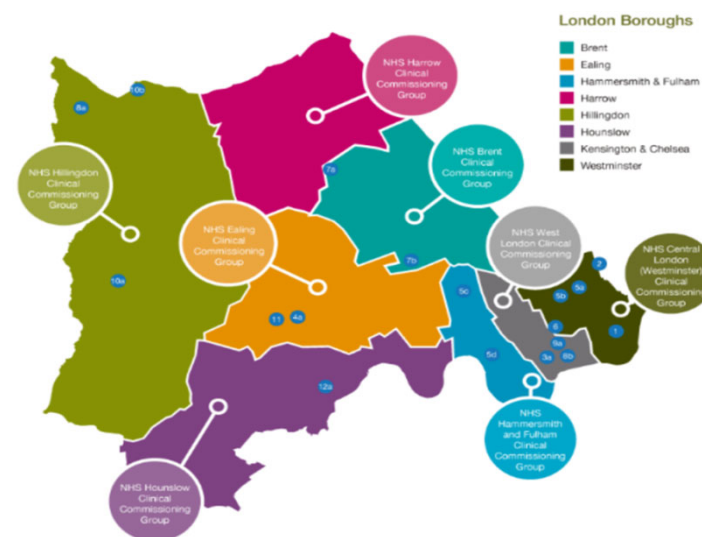 London Boroughs
Brent
Ealing
Hammersmith & Fulham
Harrow
Hillingdon
Hounslow
Kensington & Chelsea
Westminster
NHS Harrow
Clinical
Commissioning
Group
10b
8a
NHS Hillingdon
Clinical
Commissioning
Group
NHS Brent
Clinical
Commissioning
Group
7a
NHS Ealing
Clinical
Commissioning
Group
NHS West
London Clinical
Commissioning
Group
NHS Central
London
(Westminster)
Clinical
Commissioning
Group
7b
2
10a
5c
5b
5a
11
4a
6
1
6a
5d
3a
6b
12a
NHS
Hammersmith
and Fulham
Clinical
Commissioning
Group
NHS Hounslow
Clinical
Commissioning
Group